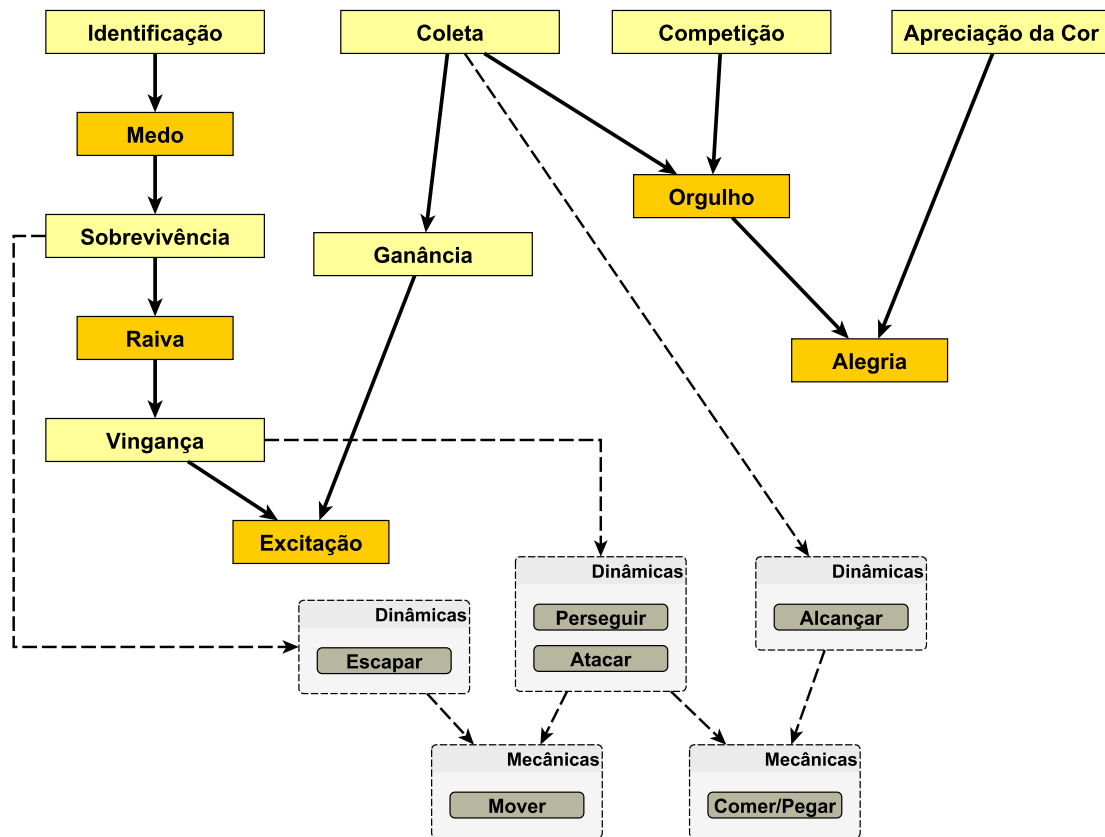 Identificação
Coleta
Competição
Apreciação da Cor
Medo
Orgulho
Sobrevivência
Ganância
Raiva
Alegria
Vingança
Excitação
Dinâmicas
Perseguir
Atacar
Dinâmicas
Alcançar
Dinâmicas
Escapar
Mecânicas
Mover
Mecânicas
Comer/Pegar